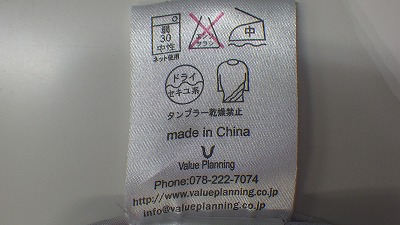 弱
30
中性
ネット使用
エンソ
サラシ
中
ドライ
セキユ系
タンブラー乾燥禁止
made in China
Value Planning
Phone:078-222-7074
http://www.valueplanning.co.jp
info@valueplanning.co.jp